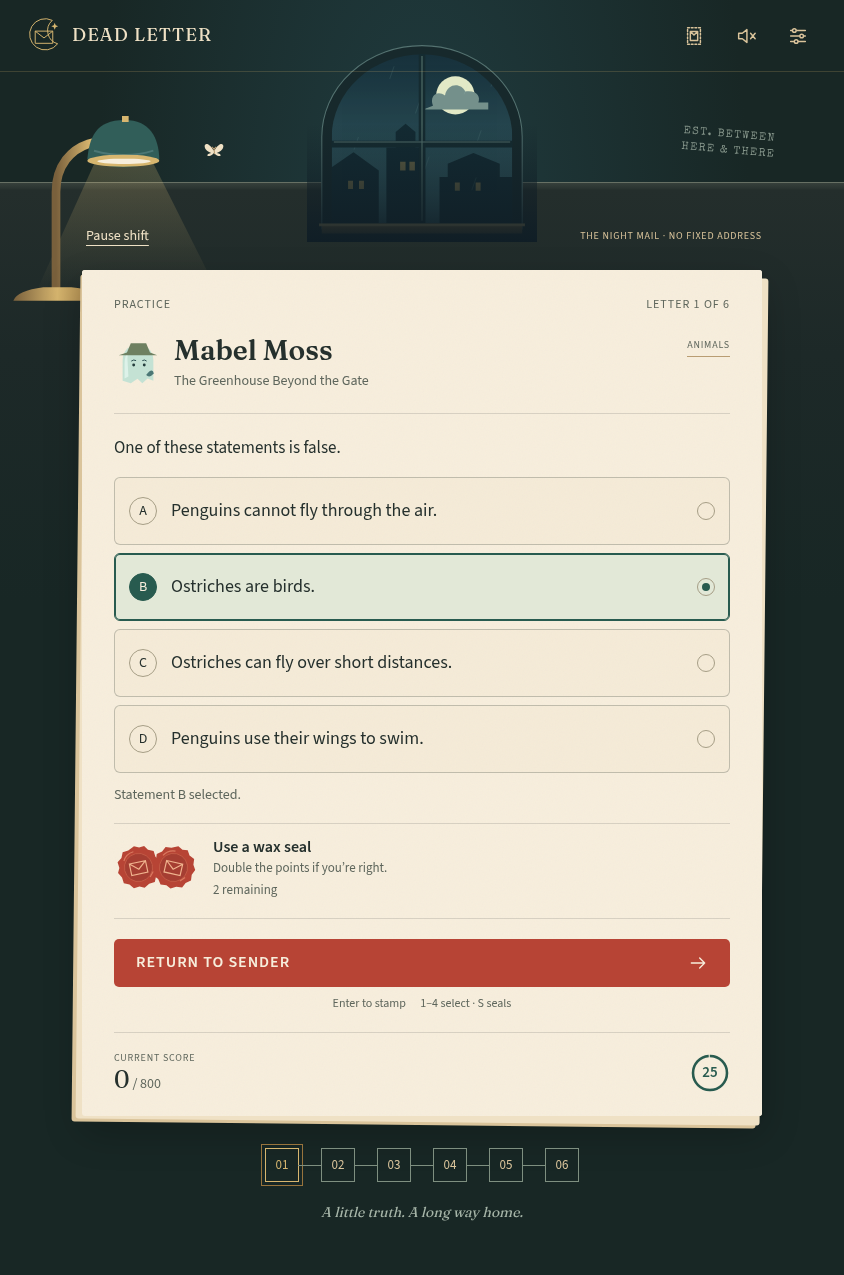 DEAD LETTER
EST. BETWEEN
HERE & THERE
Pause shift
THE NIGHT MAIL · NO FIXED ADDRESS
PRACTICE
LETTER 1 OF 6
Mabel Moss
ANIMALS
The Greenhouse Beyond the Gate
One of these statements is false.
A Penguins cannot fly through the air.
B Ostriches are birds.
C Ostriches can fly over short distances.
D Penguins use their wings to swim.
Statement B selected.
Use a wax seal
Double the points if you’re right.
2 remaining
RETURN TO SENDER
Enter to stamp 1–4 select · S seals
CURRENT SCORE
0 / 800
25
01 02 03 04 05 06
A little truth. A long way home.